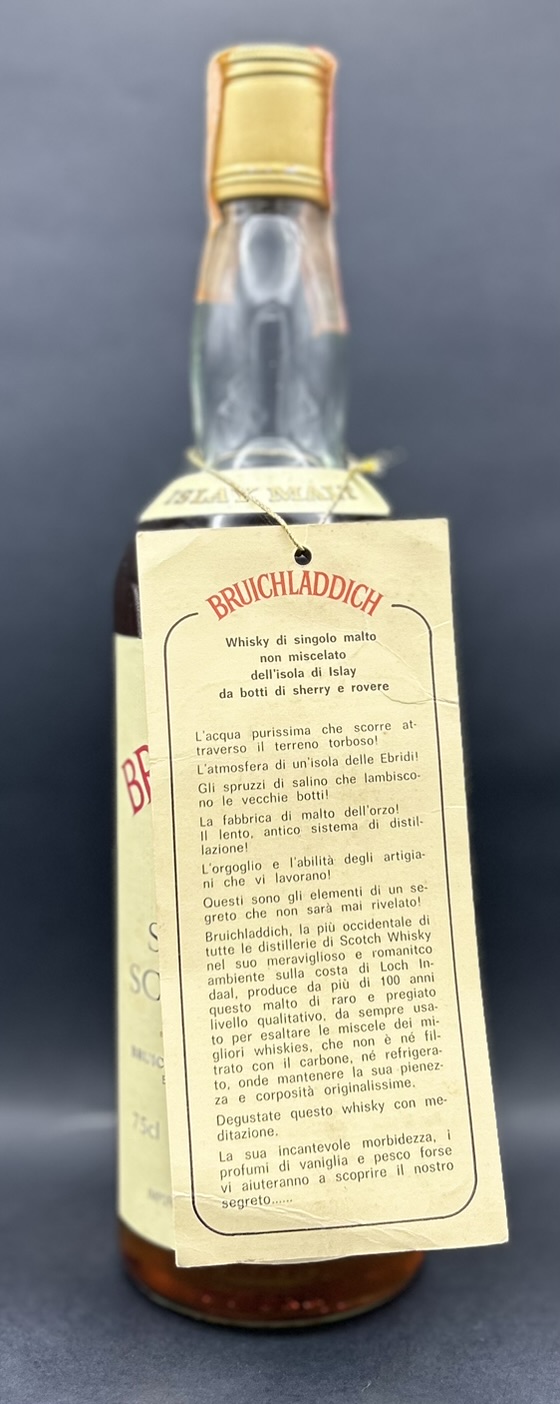 ISLAY MALT
BRUICHLADDICH
Whisky di singolo malto
non miscelato
dell'isola di Islay
da botti di sherry e rovere
L'acqua purissima che scorre at-
traverso il terreno torboso!
L'atmosfera di un'isola delle Ebridi!
Gli spruzzi di salino che lambisco-
no le vecchie botti!
La fabbrica di malto dell'orzo!
Il lento, antico sistema di distil-
lazione!
L'orgoglio e l'abilità degli artigia-
ni che vi lavorano!
Questi sono gli elementi di un se-
greto che non sarà mai rivelato!
Bruichladdich, la più occidentale di
tutte le distillerie di Scotch Whisky
nel suo meraviglioso e romanitco
ambiente sulla costa di Loch In-
daal, produce da più di 100 anni
questo malto di raro e pregiato
livello qualitativo, da sempre usa-
to per esaltare le miscele dei mi-
gliori whiskies, che non è né fil-
trato con il carbone, né refrigera-
to, onde mantenere la sua pienez-
za e corposità originalissime.
Degustate questo whisky con me-
ditazione.
La sua incantevole morbidezza, i
profumi di vaniglia e pesco forse
vi aiuteranno a scoprire il nostro
segreto......
BR
S
SC
75cl